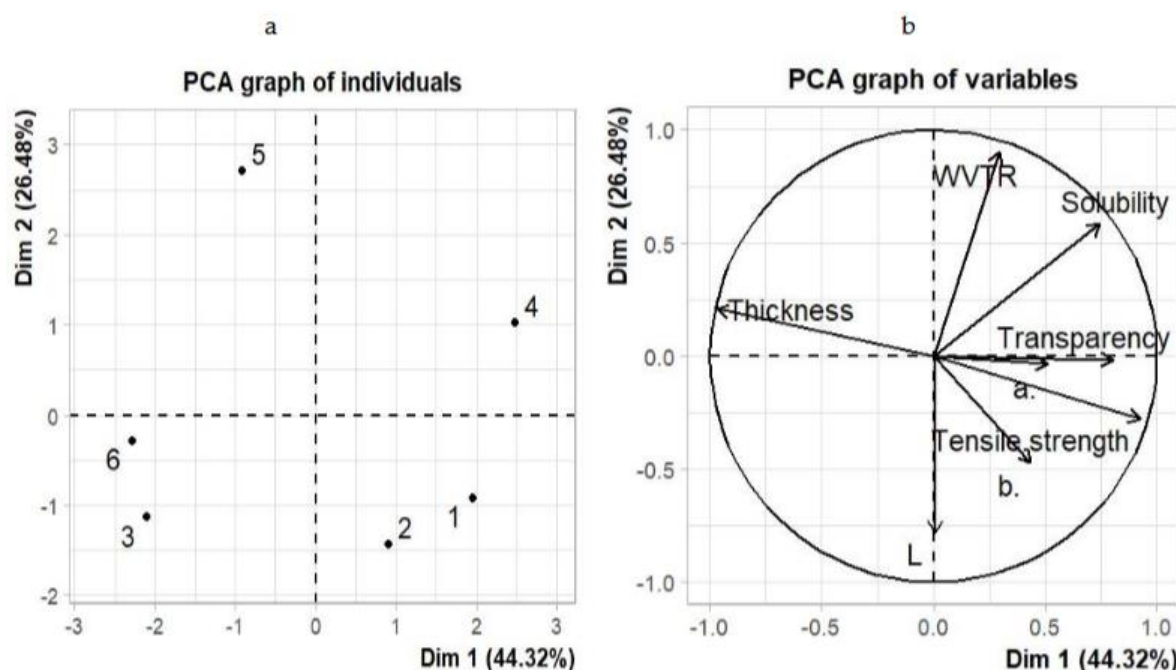 a
PCA graph of individuals
Dim 2 (26.48%)
3
2
1
0
-1
-2
5
4
6
3
2
1
-3
-2
-1
0
1
2
3
Dim 1 (44.32%)
b
PCA graph of variables
Dim 2 (26.48%)
1.0
0.5
0.0
-0.5
-1.0
WVTR
Solubility
Thickness
Transparency
a.
Tensile strength
b.
L
-1.0
-0.5
0.0
0.5
1.0
Dim 1 (44.32%)